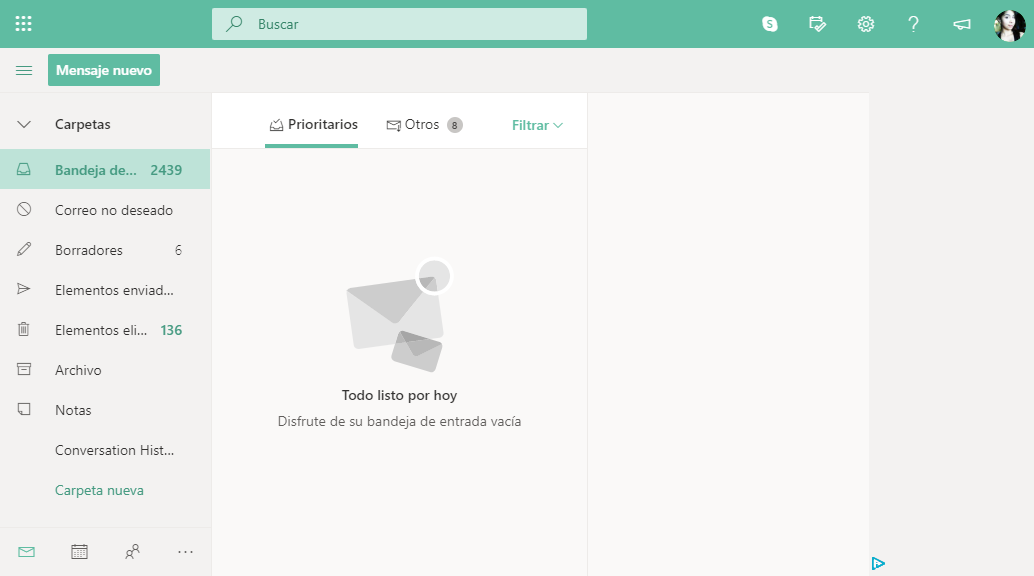 Buscar
Mensaje nuevo
Carpetas
Bandeja de... 2439
Correo no deseado
Borradores 6
Elementos enviad...
Elementos eli... 136
Archivo
Notas
Conversation Hist...
Carpeta nueva
Prioritarios Otros 8 Filtrar
Todo listo por hoy
Disfrute de su bandeja de entrada vacía